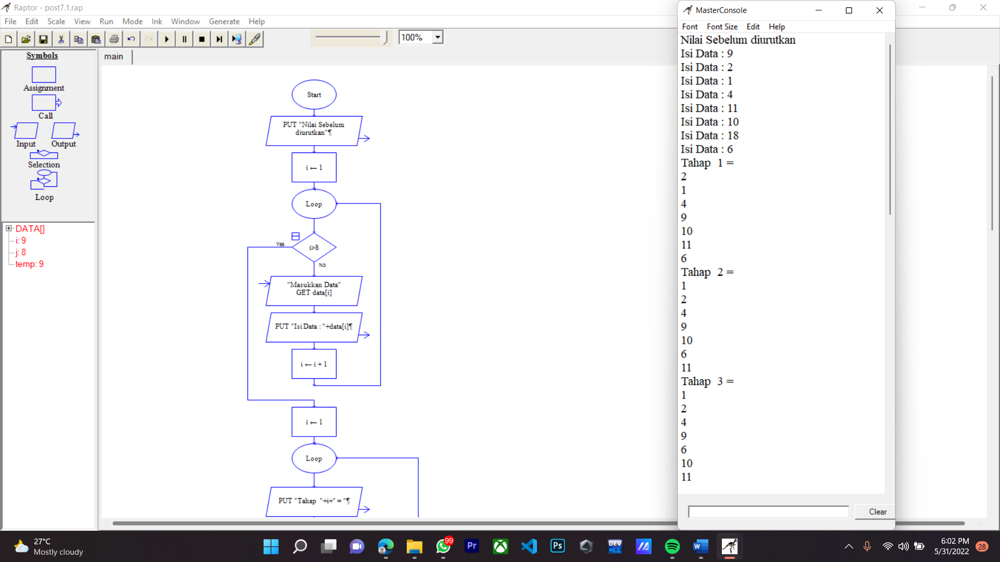 Raptor - post7.1.rap
File Edit Scale View Run Mode Ink Window Generate Help
100%
Symbols
Assignment
Call
Input Output
Selection
Loop
DATA[]
i: 9
j: 8
temp: 9
main
Start
PUT "Nilai Sebelum
diurutkan"¶
i ← 1
Loop
Yes
i>8
No
"Masukkan Data"
GET data[i]
PUT "Isi Data : "+data[i]¶
i ← i + 1
i ← 1
Loop
PUT "Tahap  "+i+" = "¶
MasterConsole
Font Font Size Edit Help
Nilai Sebelum diurutkan
Isi Data : 9
Isi Data : 2
Isi Data : 1
Isi Data : 4
Isi Data : 11
Isi Data : 10
Isi Data : 18
Isi Data : 6
Tahap  1 =
2
1
4
9
10
11
6
Tahap  2 =
1
2
4
9
10
6
11
Tahap  3 =
1
2
4
9
6
10
11
Clear
27°C
Mostly cloudy
99
Pr
Ps
DEV
C++
W
6:02 PM
5/31/2022
28